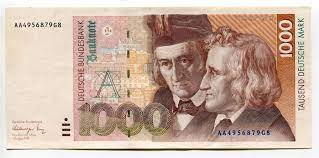 AA4956879G8
1000
DEUTSCHE BUNDESBANK
Banknote
TAUSEND DEUTSCHE MARK
AA4956879G8
1000